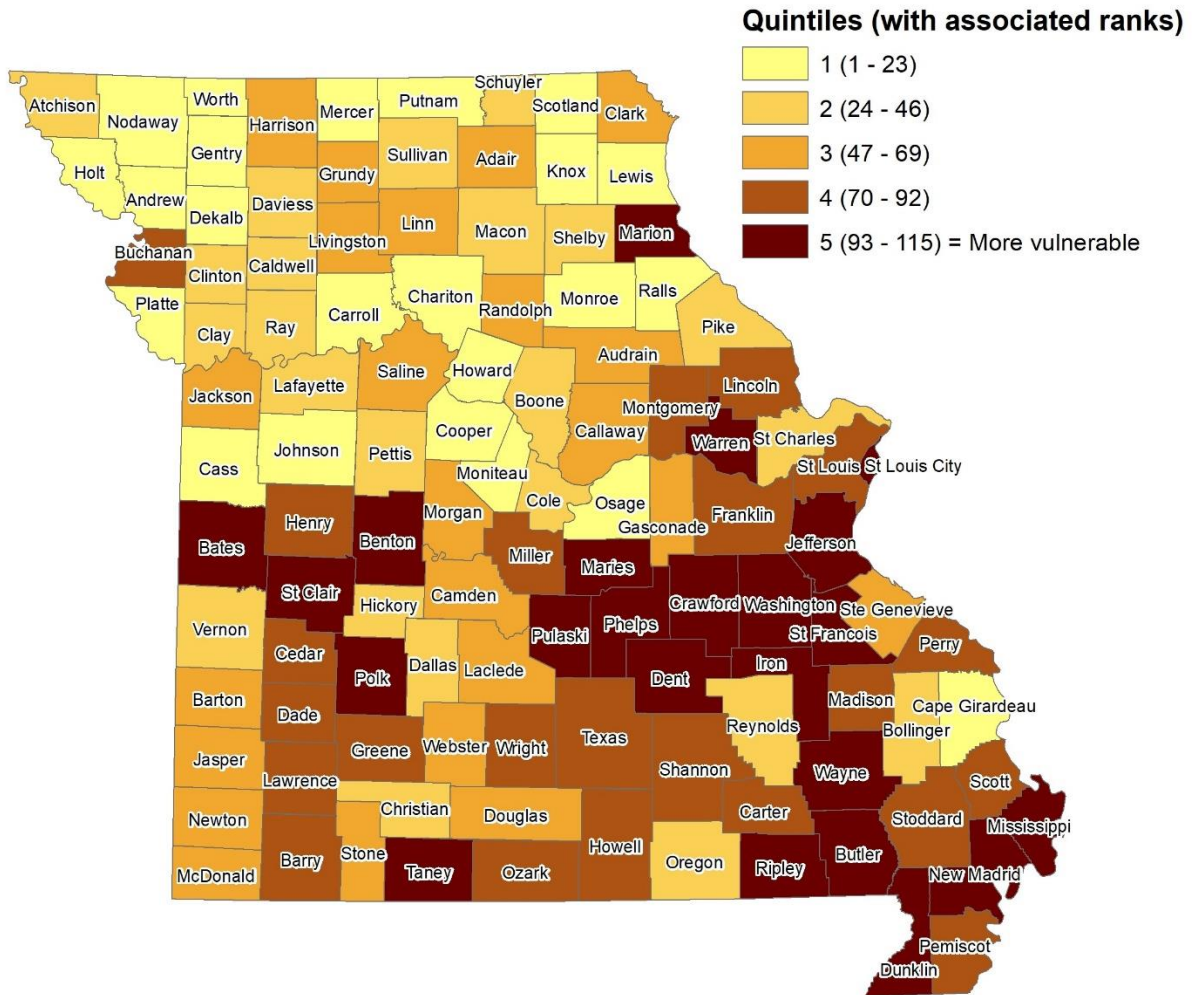 Quintiles (with associated ranks)
1 (1 - 23)
2 (24 - 46)
3 (47 - 69)
4 (70 - 92)
5 (93 - 115) = More vulnerable
Atchison
Nodaway
Worth
Harrison
Mercer
Putnam
Schuyler
Scotland
Clark
Holt
Gentry
Grundy
Sullivan
Adair
Knox
Lewis
Andrew
Dekalb
Daviess
Livingston
Linn
Macon
Shelby
Marion
Buchanan
Clinton
Caldwell
Platte
Clay
Ray
Carroll
Chariton
Randolph
Monroe
Ralls
Pike
Audrain
Jackson
Lafayette
Saline
Howard
Boone
Callaway
Montgomery
Lincoln
Warren
St Charles
St Louis
St Louis City
Cass
Johnson
Pettis
Cooper
Moniteau
Cole
Osage
Gasconade
Franklin
Jefferson
Bates
Henry
Benton
Morgan
Miller
Maries
St Clair
Hickory
Camden
Pulaski
Phelps
Crawford
Washington
Ste Genevieve
St Francois
Perry
Vernon
Cedar
Polk
Dallas
Laclede
Dent
Iron
Madison
Bollinger
Cape Girardeau
Barton
Dade
Greene
Webster
Wright
Texas
Shannon
Reynolds
Wayne
Scott
Jasper
Lawrence
Christian
Douglas
Howell
Carter
Stoddard
Mississippi
Newton
Barry
Stone
Taney
Ozark
Oregon
Ripley
Butler
New Madrid
McDonald
Pemiscot
Dunklin